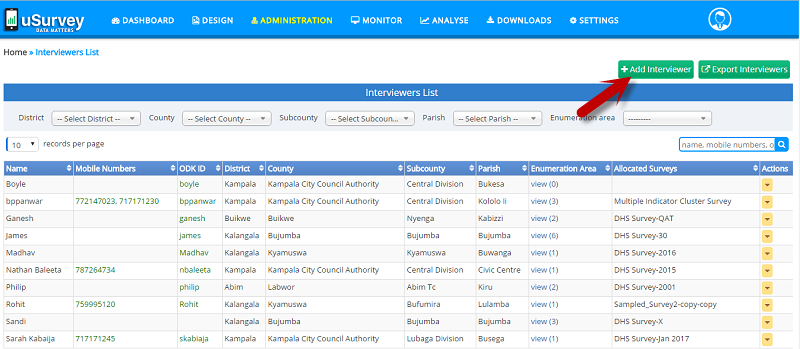 uSurvey
DATA MATTERS
DASHBOARD DESIGN ADMINISTRATION MONITOR ANALYSE DOWNLOADS SETTINGS
Home » Interviewers List
+ Add Interviewer Export Interviewers
Interviewers List
District -- Select District -- County -- Select County -- Subcounty -- Select Subcoun... Parish -- Select Parish -- Enumeration area ---------
10 records per page name, mobile numbers, o
Name Mobile Numbers ODK ID District County Subcounty Parish Enumeration Area Allocated Surveys Actions
Boyle boyle Kampala Kampala City Council Authority Central Division Bukesa view (0)
bppanwar 772147023, 717171230 bppanwar Kampala Kampala City Council Authority Central Division Kololo Ii view (3) Multiple Indicator Cluster Survey
Ganesh ganesh Buikwe Buikwe Nyenga Kabizzi view (2) DHS Survey-QAT
James james Kalangala Bujumba Bujumba Bujumba view (6) DHS Survey-30
Madhav Madhav Kalangala Kyamuswa Kyamuswa Buwanga view (1) DHS Survey-2016
Nathan Baleeta 787264734 nbaleeta Kampala Kampala City Council Authority Central Division Civic Centre view (1) DHS Survey-2015
Philip philip Abim Labwor Abim Tc Kiru view (2) DHS Survey-2001
Rohit 759995120 Rohit Kalangala Kyamuswa Bufumira Lulamba view (1) Sampled_Survey2-copy-copy
Sandi Kalangala Bujumba Bujumba Bujumba view (3) DHS Survey-X
Sarah Kabaija 717171245 skabiaja Kampala Kampala City Council Authority Lubaga Division Busega view (1) DHS Survey-Jan 2017